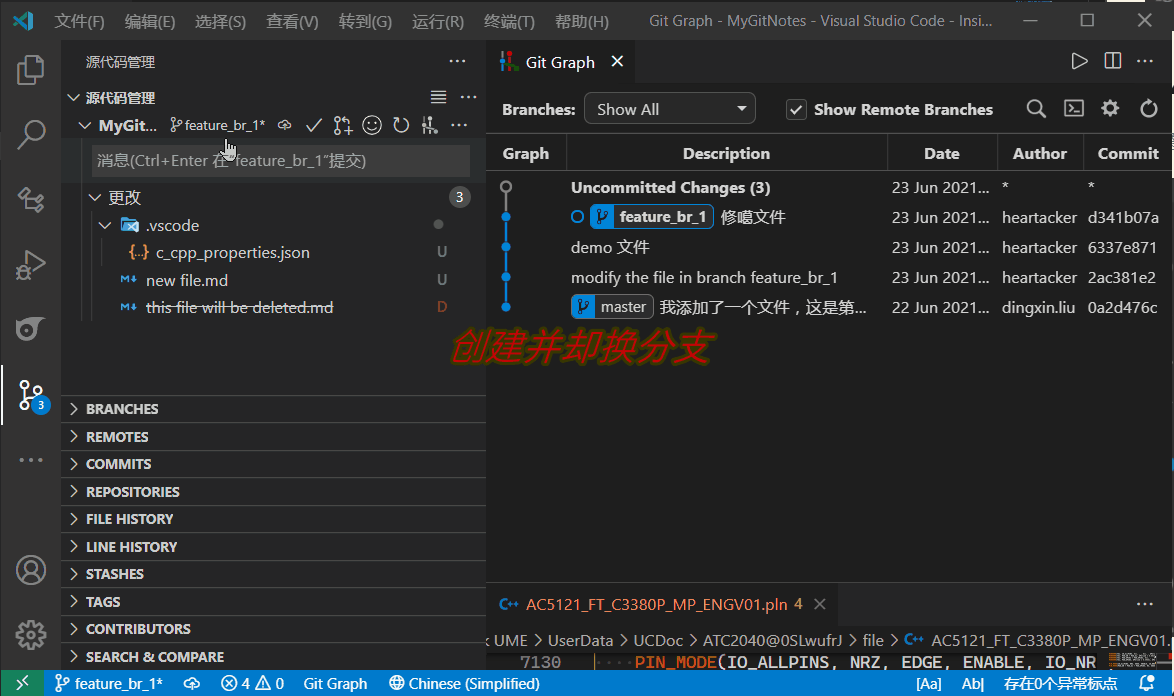 文件(F) 编辑(E) 选择(S) 查看(V) 转到(G) 运行(R) 终端(T) 帮助(H) Git Graph - MyGitNotes - Visual Studio Code - Insi...
源代码管理
源代码管理
MyGit... feature_br_1*
消息(Ctrl+Enter 在"feature_br_1"提交)
更改 3
.vscode
{..} c_cpp_properties.json U
new file.md U
this file will be deleted.md D
3
BRANCHES
REMOTES
COMMITS
REPOSITORIES
FILE HISTORY
LINE HISTORY
STASHES
TAGS
CONTRIBUTORS
SEARCH & COMPARE
Git Graph
Branches: Show All Show Remote Branches
Graph Description Date Author Commit
Uncommitted Changes (3) 23 Jun 2021... * *
feature_br_1 修噶文件 23 Jun 2021... heartacker d341b07a
demo 文件 23 Jun 2021... heartacker 6337e871
modify the file in branch feature_br_1 23 Jun 2021... heartacker 2ac381e2
master 我添加了一个文件，这是第... 22 Jun 2021... dingxin.liu 0a2d476c
创建并却换分支
AC5121_FT_C3380P_MP_ENGV01.pln 4
UME > UserData > UCDoc > ATC2040@0SLwufrJ > file > AC5121_FT_C3380P_MP_ENGV01.
7130 PIN_MODE(IO_ALLPINS, NRZ, EDGE, ENABLE, IO_NR
feature_br_1* 4 0 Git Graph Chinese (Simplified) [Aa] Ab| 存在0个异常标点